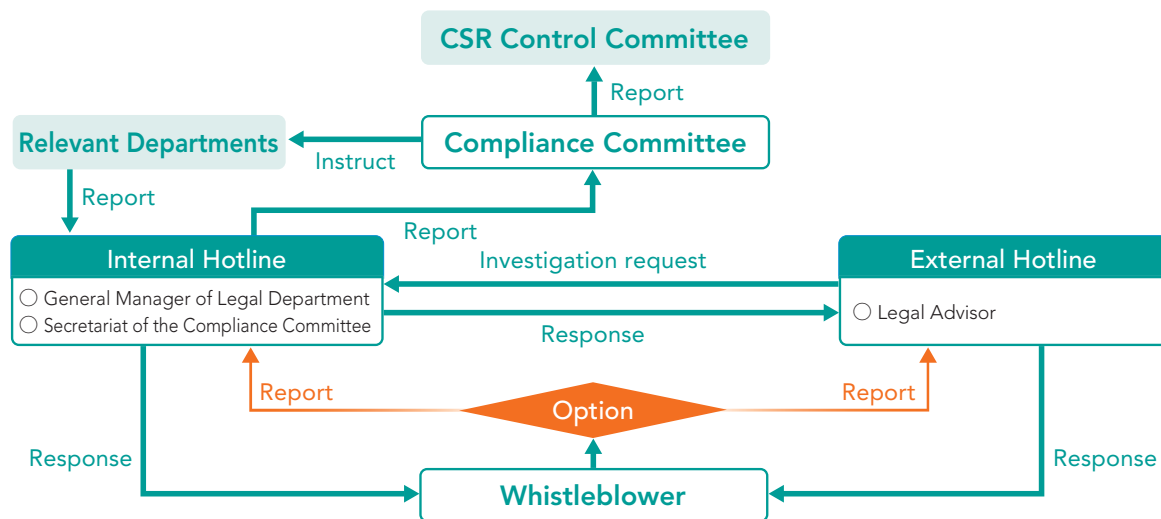 CSR Control Committee
Report
Relevant Departments
Compliance Committee
Instruct
Report
Report
Internal Hotline
Investigation request
External Hotline
○ General Manager of Legal Department
○ Secretariat of the Compliance Committee
○ Legal Advisor
Response
Report
Option
Report
Response
Response
Whistleblower